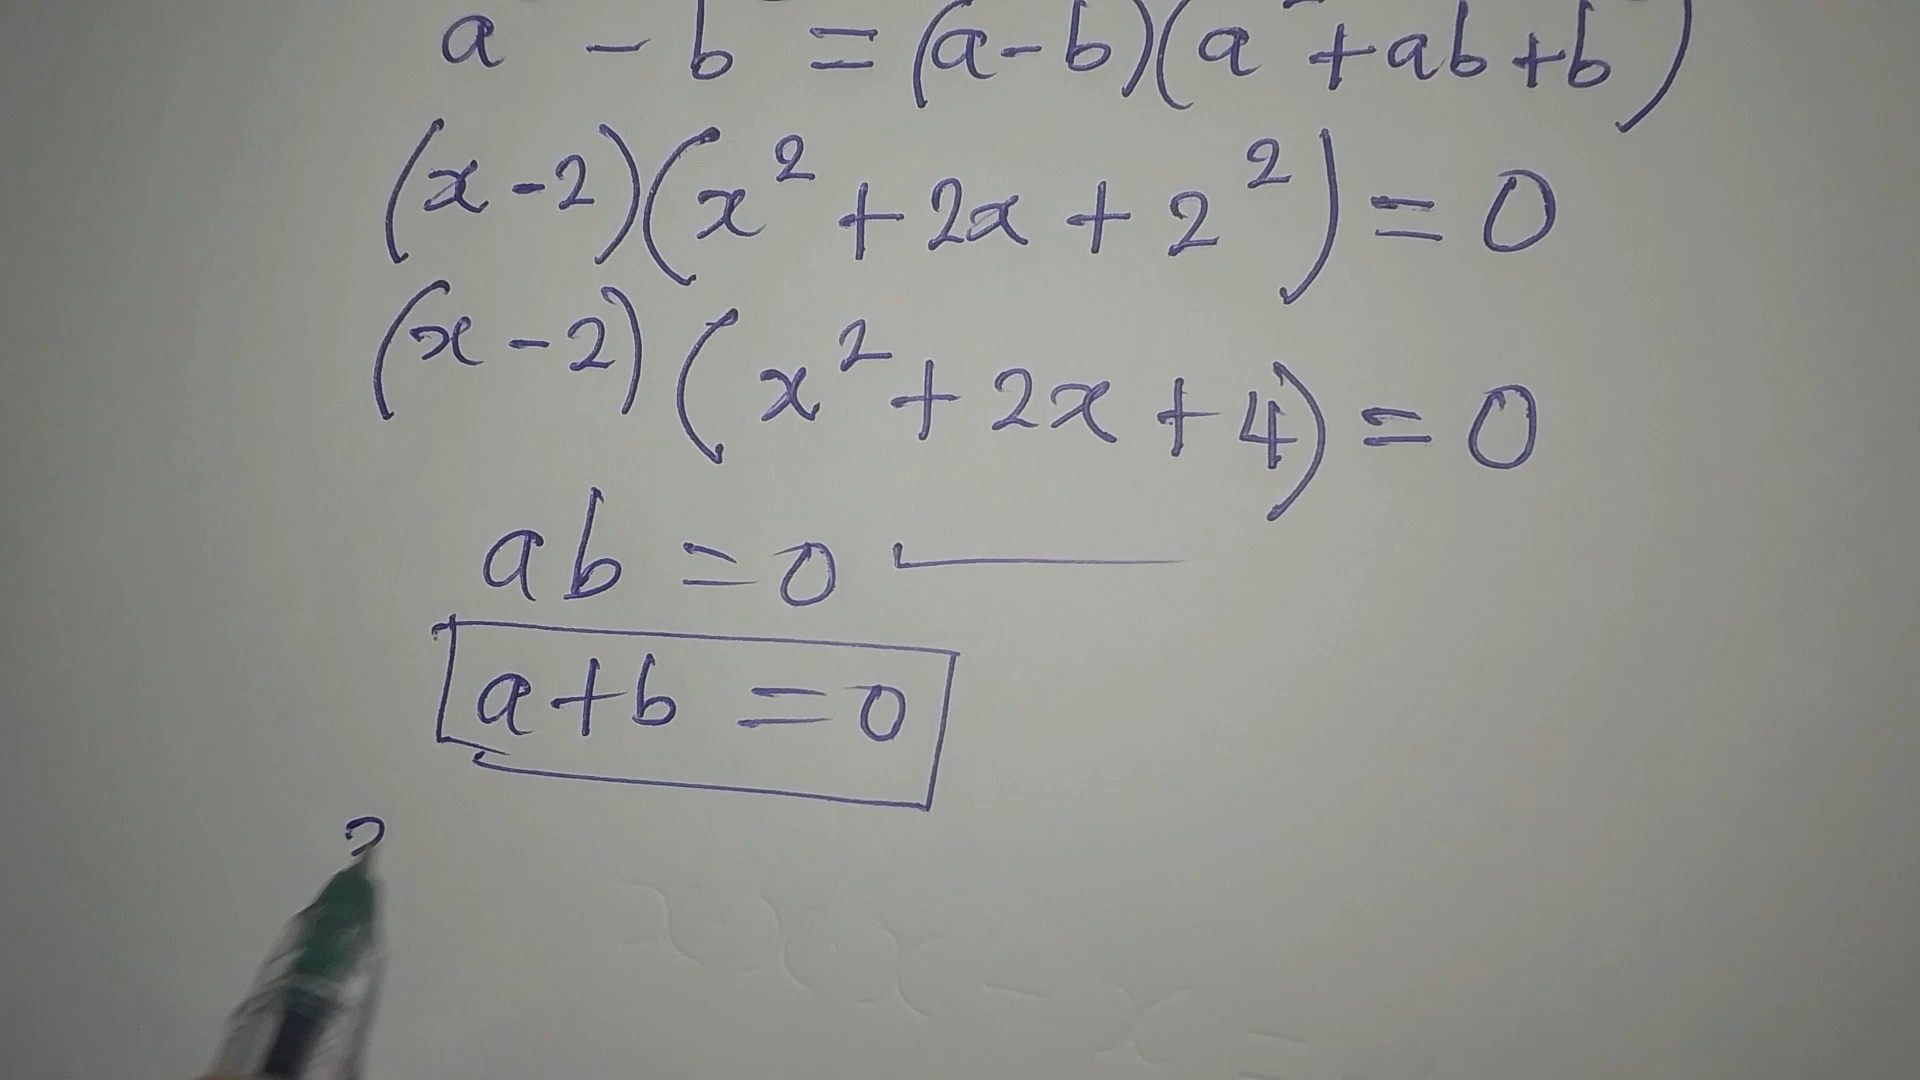 a - b = (a-b)(a +ab+b )
(x-2)(x² + 2x + 2²) = 0
(x-2)(x² + 2x + 4) = 0
ab = 0
a+b = 0